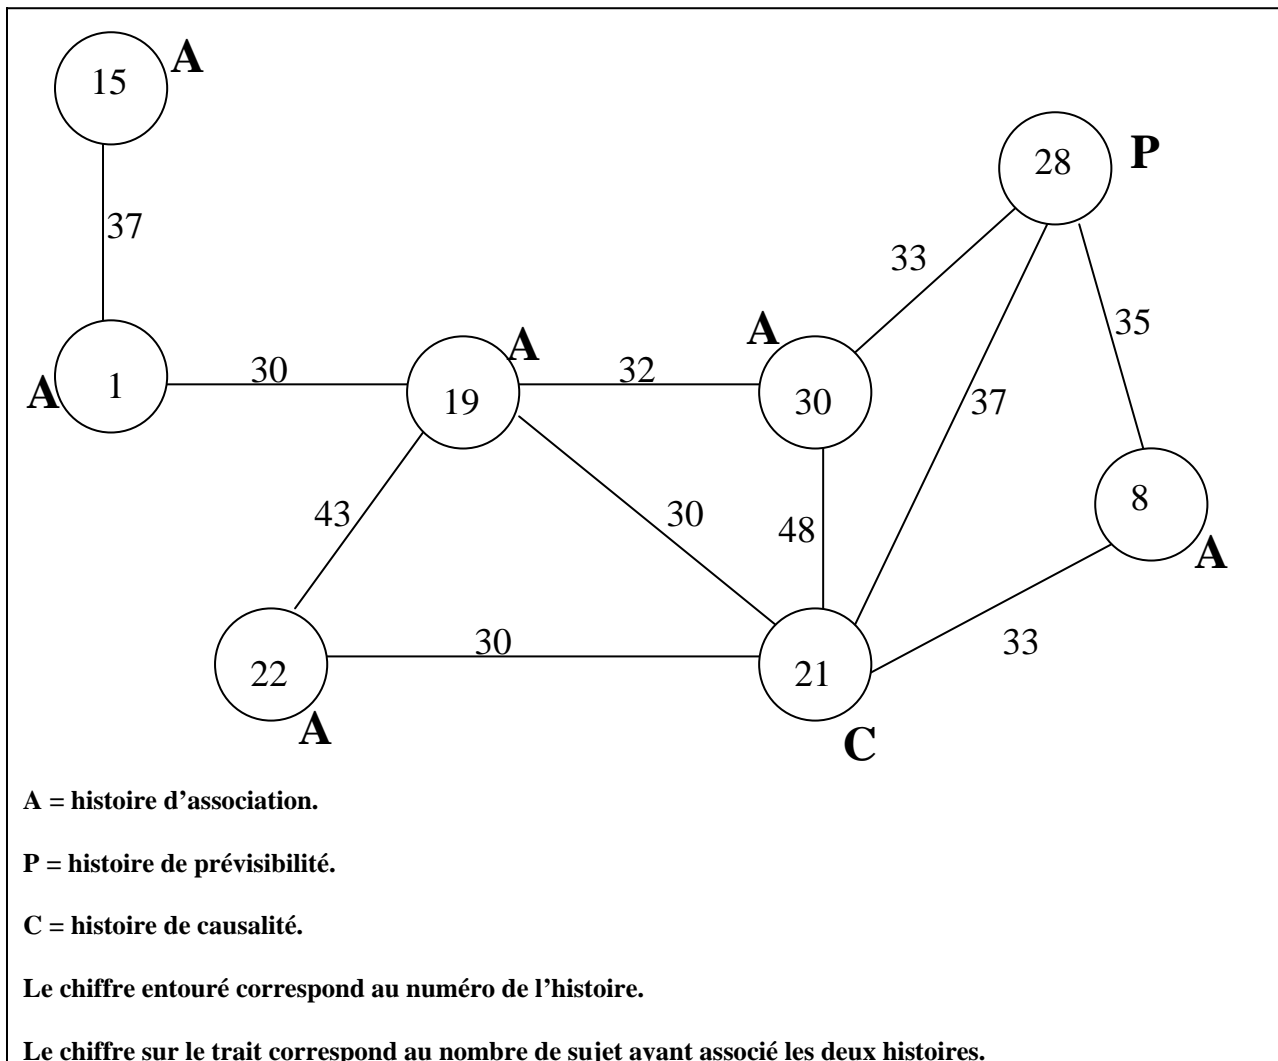 15 A
28 P
37
33
35
A 1
30
19 A
32
A 30
37
8 A
43
30
48
22 A
30
21 C
33
A = histoire d’association.
P = histoire de prévisibilité.
C = histoire de causalité.
Le chiffre entouré correspond au numéro de l’histoire.
Le chiffre sur le trait correspond au nombre de sujet ayant associé les deux histoires.